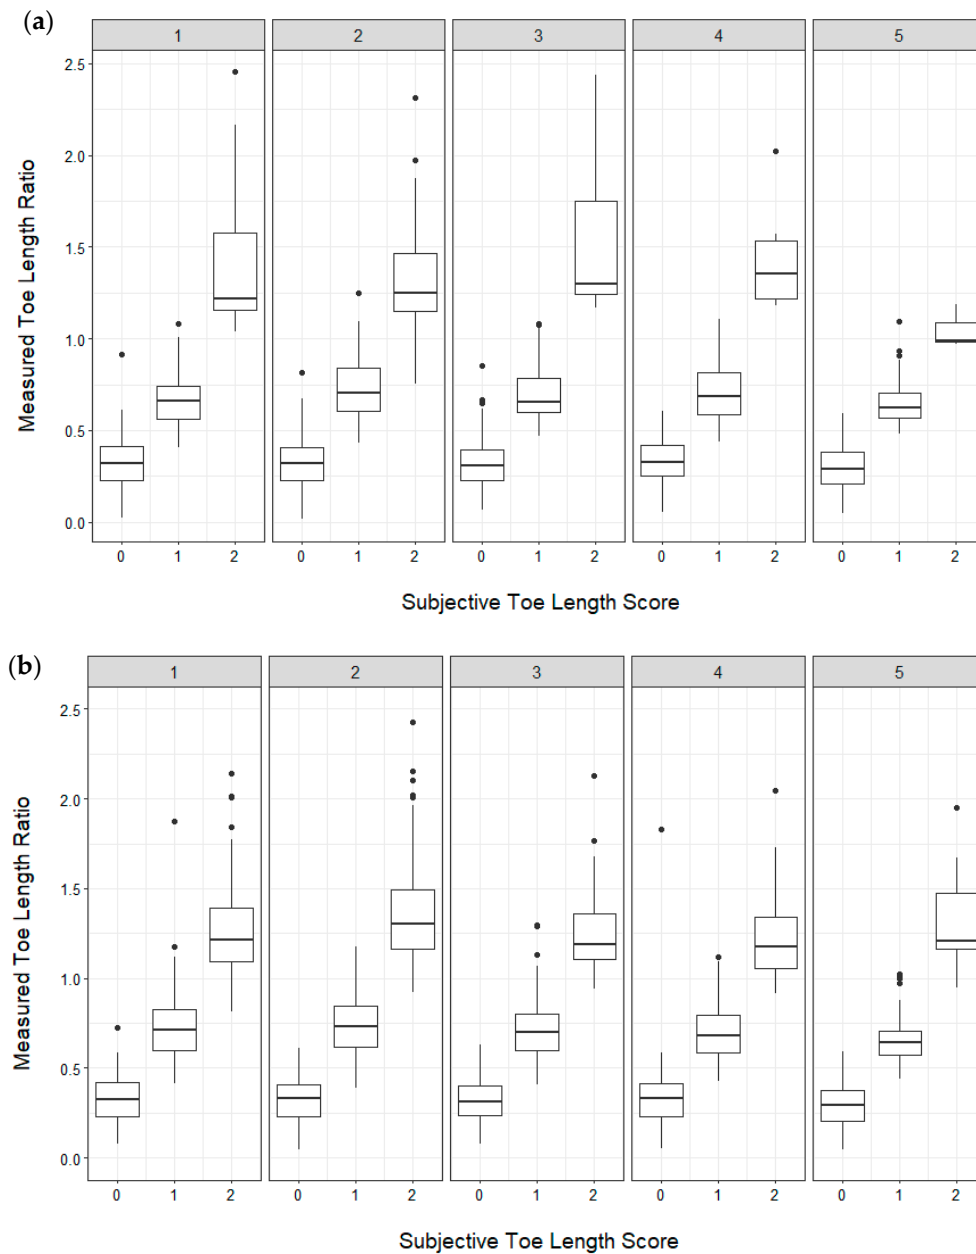 (a)
1 2 3 4 5
2.5
2.0
1.5
1.0
0.5
0.0
Measured Toe Length Ratio
0 1 2 0 1 2 0 1 2 0 1 2 0 1 2
Subjective Toe Length Score
(b)
1 2 3 4 5
2.5
2.0
1.5
1.0
0.5
0.0
Measured Toe Length Ratio
0 1 2 0 1 2 0 1 2 0 1 2 0 1 2
Subjective Toe Length Score